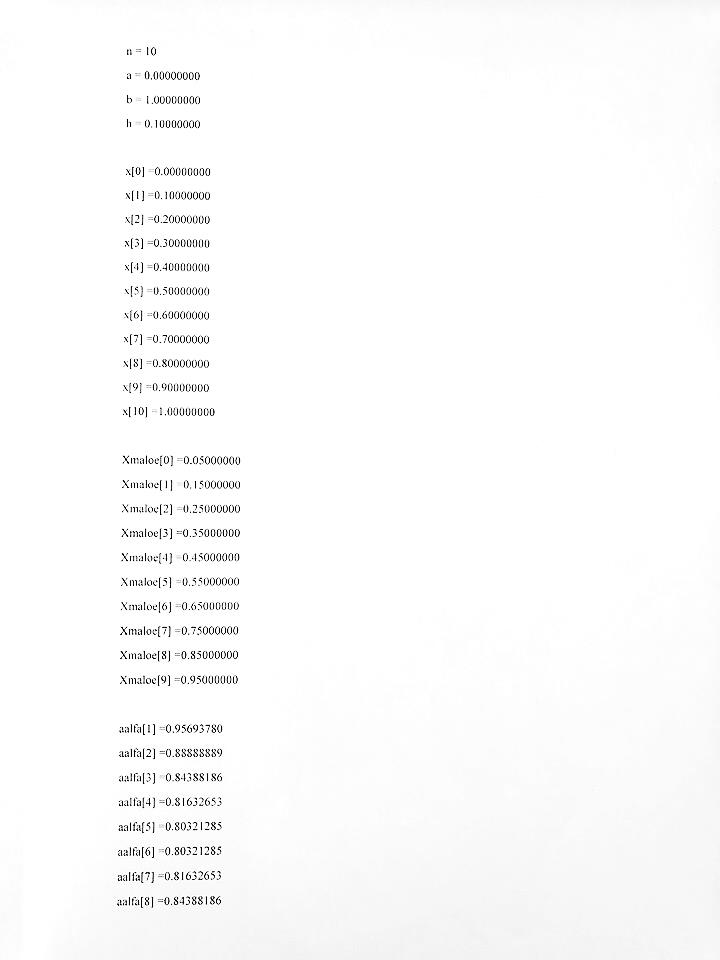 n = 10
a = 0.00000000
b = 1.00000000
h = 0.10000000
x[0] =0.00000000
x[1] =0.10000000
x[2] =0.20000000
x[3] =0.30000000
x[4] =0.40000000
x[5] =0.50000000
x[6] =0.60000000
x[7] =0.70000000
x[8] =0.80000000
x[9] =0.90000000
x[10] =1.00000000
Xmaloe[0] =0.05000000
Xmaloe[1] =0.15000000
Xmaloe[2] =0.25000000
Xmaloe[3] =0.35000000
Xmaloe[4] =0.45000000
Xmaloe[5] =0.55000000
Xmaloe[6] =0.65000000
Xmaloe[7] =0.75000000
Xmaloe[8] =0.85000000
Xmaloe[9] =0.95000000
aalfa[1] =0.95693780
aalfa[2] =0.88888889
aalfa[3] =0.84388186
aalfa[4] =0.81632653
aalfa[5] =0.80321285
aalfa[6] =0.80321285
aalfa[7] =0.81632653
aalfa[8] =0.84388186